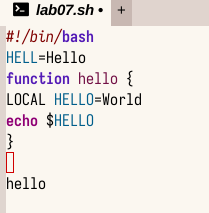 lab07.sh •
+
#!/bin/bash
HELL=Hello
function hello {
LOCAL HELLO=World
echo $HELLO
}
hello